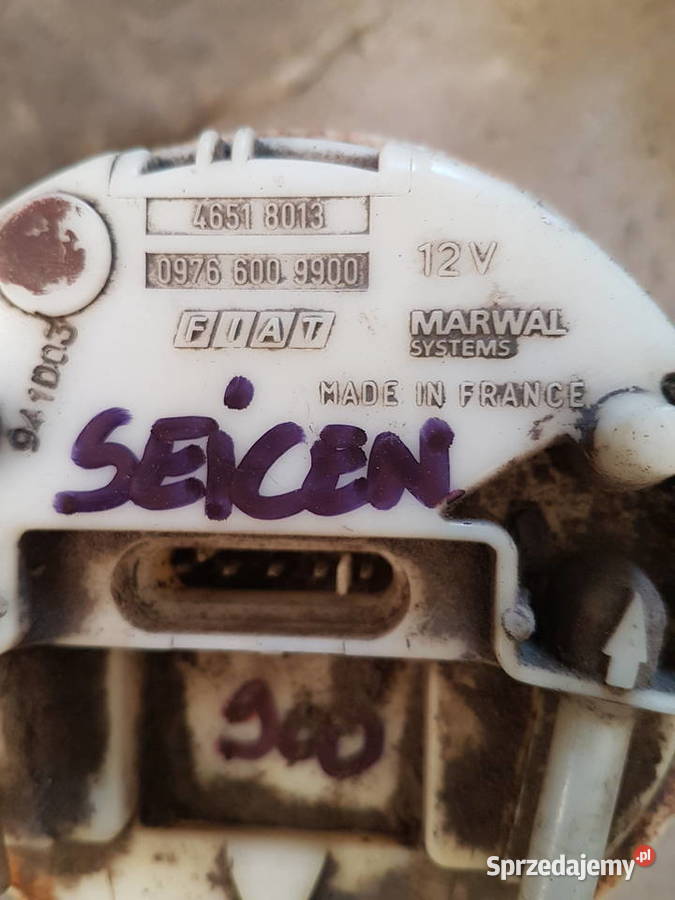 4651 8013
0976 600 9900
12V
FIAT
MARWAL
SYSTEMS
MADE IN FRANCE
941D03
SEiCEN
900
Sprzedajemy.pl